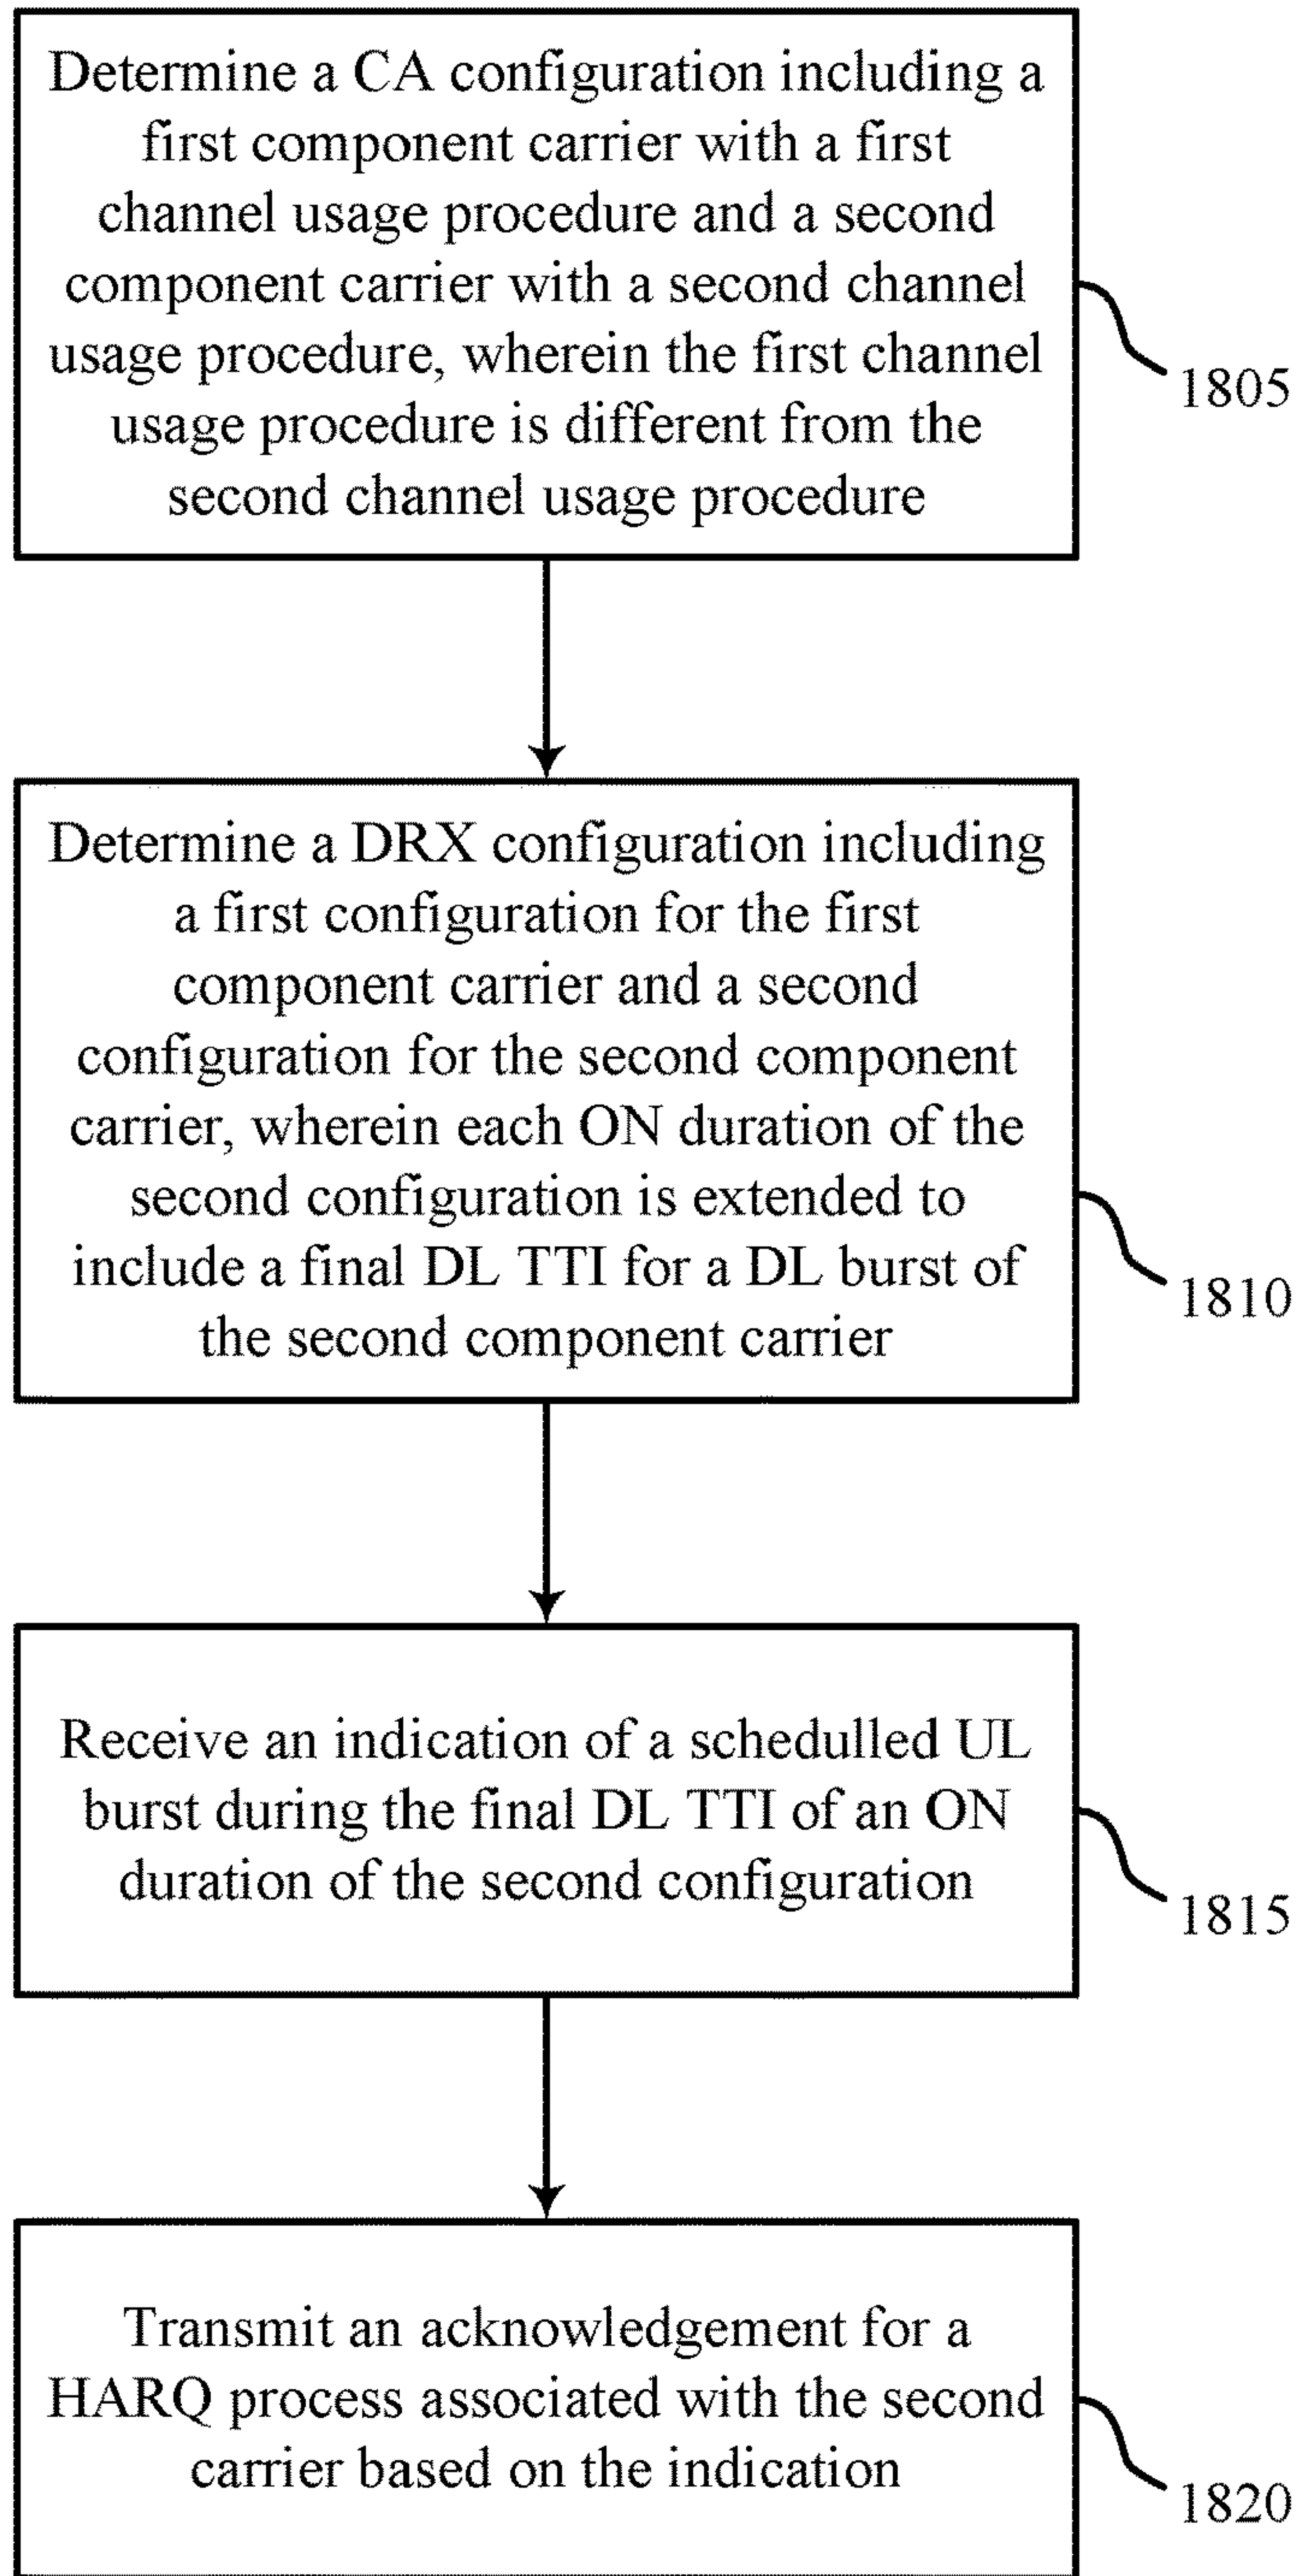 Determine a CA configuration including a
first component carrier with a first
channel usage procedure and a second
component carrier with a second channel
usage procedure, wherein the first channel
usage procedure is different from the
second channel usage procedure
1805
Determine a DRX configuration including
a first configuration for the first
component carrier and a second
configuration for the second component
carrier, wherein each ON duration of the
second configuration is extended to
include a final DL TTI for a DL burst of
the second component carrier
1810
Receive an indication of a schedulled UL
burst during the final DL TTI of an ON
duration of the second configuration
1815
Transmit an acknowledgement for a
HARQ process associated with the second
carrier based on the indication
1820